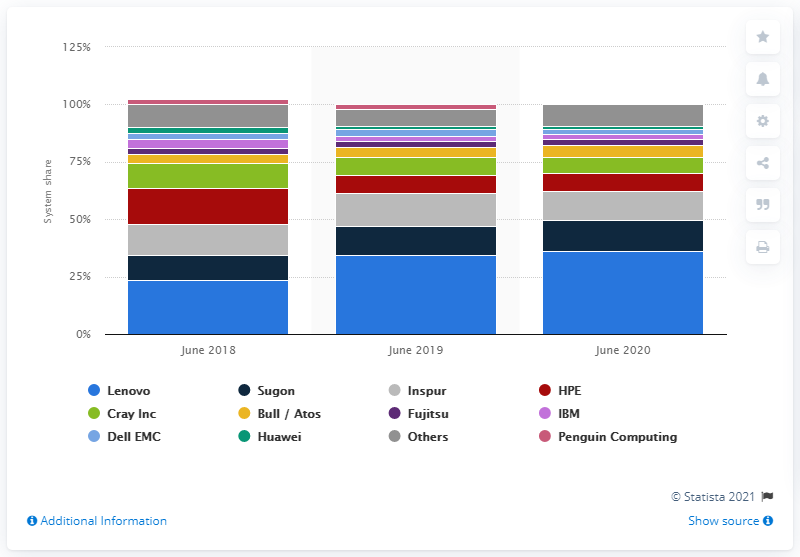 125%
100%
75%
50%
25%
0%
System share
June 2018 June 2019 June 2020
Lenovo Sugon Inspur HPE
Cray Inc Bull / Atos Fujitsu IBM
Dell EMC Huawei Others Penguin Computing
© Statista 2021
Additional Information Show source